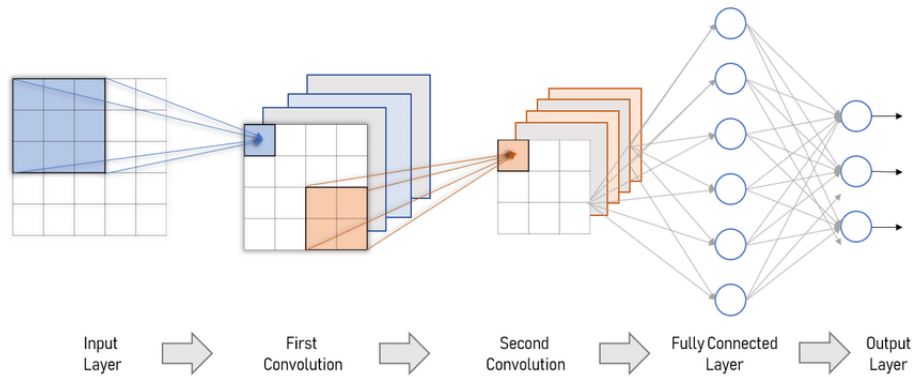 Input
Layer
First
Convolution
Second
Convolution
Fully Connected
Layer
Output
Layer